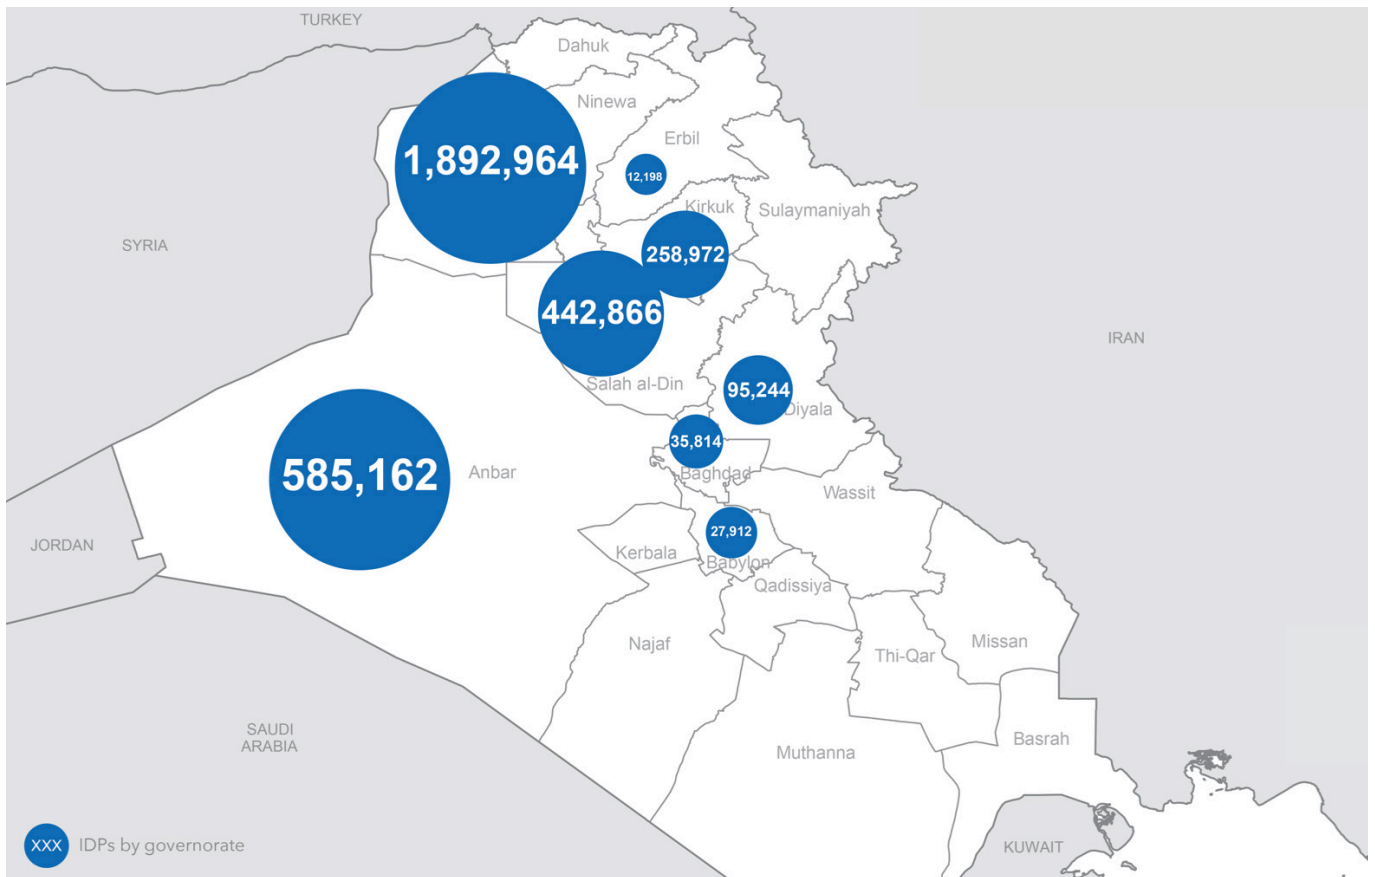 TURKEY
Dahuk
Ninewa
Erbil
1,892,964
12,198
Kirkuk
Sulaymaniyah
SYRIA
258,972
442,866
IRAN
Salah al-Din
95,244
Diyala
35,814
Baghdad
585,162
Anbar
Wassit
27,912
JORDAN
Kerbala
Babylon
Qadissiya
Najaf
Missan
Thi-Qar
SAUDI
ARABIA
Basrah
Muthanna
XXX IDPs by governorate
KUWAIT